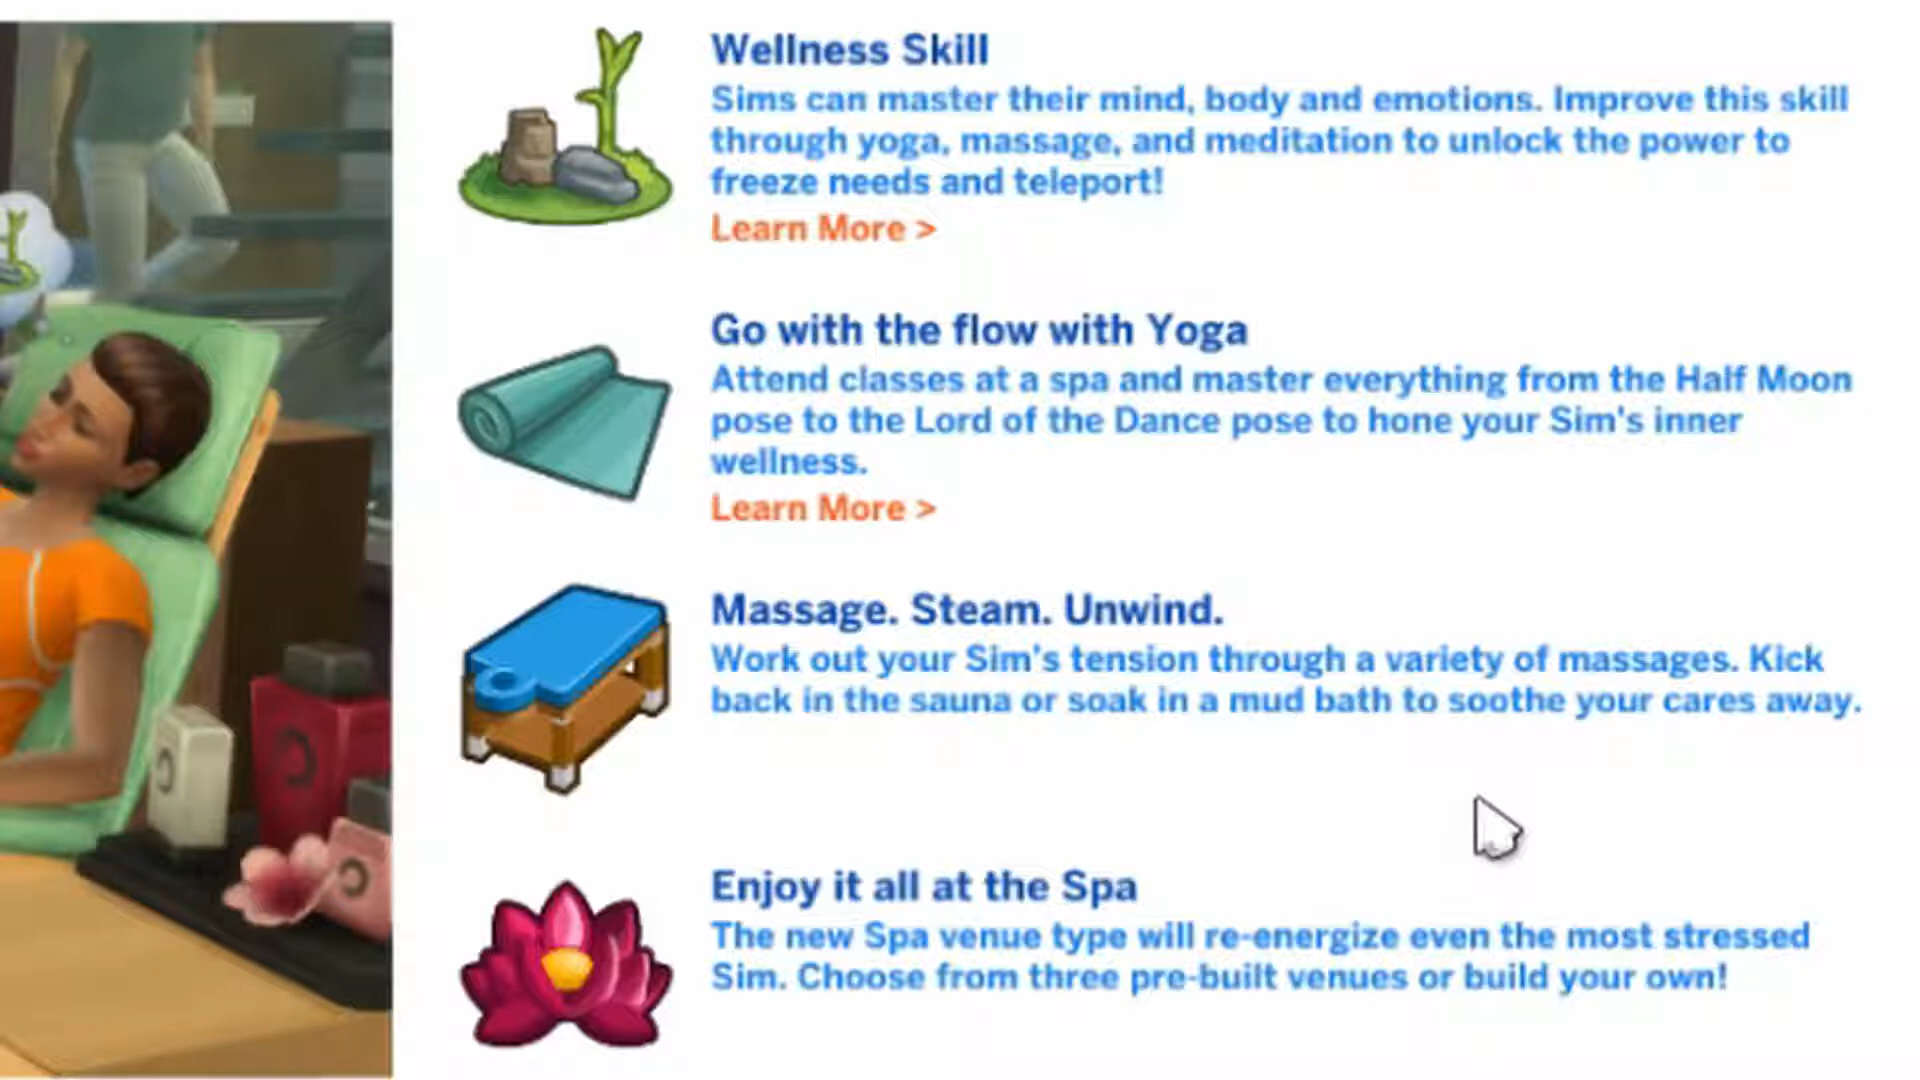 Wellness Skill
Sims can master their mind, body and emotions. Improve this skill
through yoga, massage, and meditation to unlock the power to
freeze needs and teleport!
Learn More >
Go with the flow with Yoga
Attend classes at a spa and master everything from the Half Moon
pose to the Lord of the Dance pose to hone your Sim's inner
wellness.
Learn More >
Massage. Steam. Unwind.
Work out your Sim's tension through a variety of massages. Kick
back in the sauna or soak in a mud bath to soothe your cares away.
Enjoy it all at the Spa
The new Spa venue type will re-energize even the most stressed
Sim. Choose from three pre-built venues or build your own!